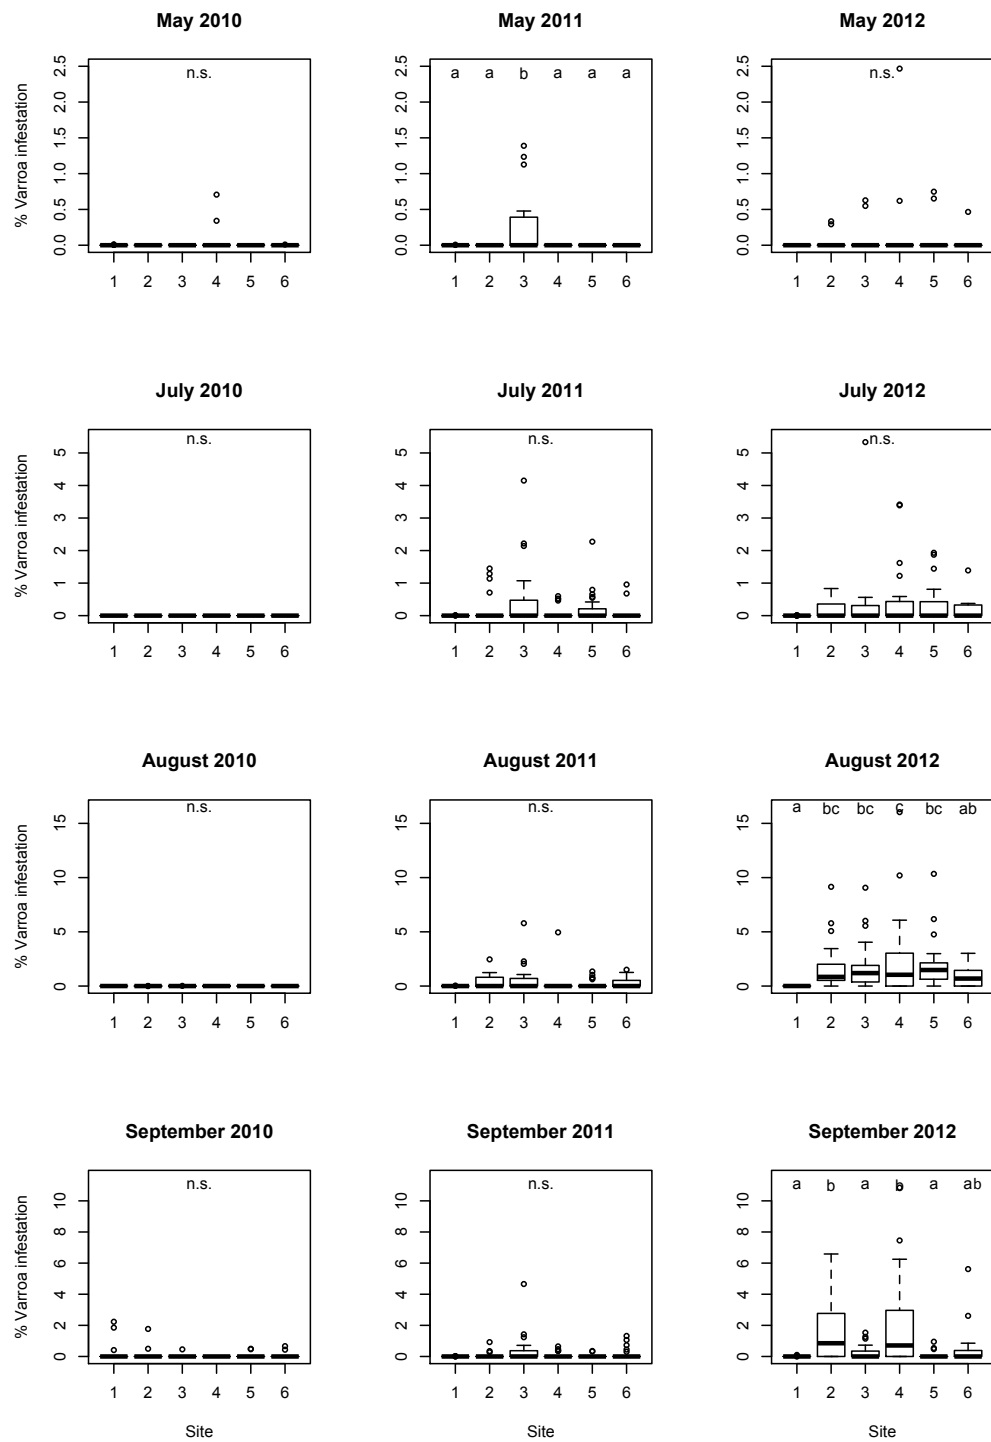 May 2010
May 2011
May 2012
% Varroa infestation
2.5
2.0
1.5
1.0
0.5
0.0
n.s.
1 2 3 4 5 6
2.5
2.0
1.5
1.0
0.5
0.0
a a b a a a
1 2 3 4 5 6
2.5
2.0
1.5
1.0
0.5
0.0
n.s.
1 2 3 4 5 6
July 2010
July 2011
July 2012
% Varroa infestation
5
4
3
2
1
0
n.s.
1 2 3 4 5 6
5
4
3
2
1
0
n.s.
1 2 3 4 5 6
5
4
3
2
1
0
n.s.
1 2 3 4 5 6
August 2010
August 2011
August 2012
% Varroa infestation
15
10
5
0
n.s.
1 2 3 4 5 6
15
10
5
0
n.s.
1 2 3 4 5 6
15
10
5
0
a bc bc c bc ab
1 2 3 4 5 6
September 2010
September 2011
September 2012
% Varroa infestation
10
8
6
4
2
0
n.s.
1 2 3 4 5 6
Site
10
8
6
4
2
0
n.s.
1 2 3 4 5 6
Site
10
8
6
4
2
0
a b a b a ab
1 2 3 4 5 6
Site